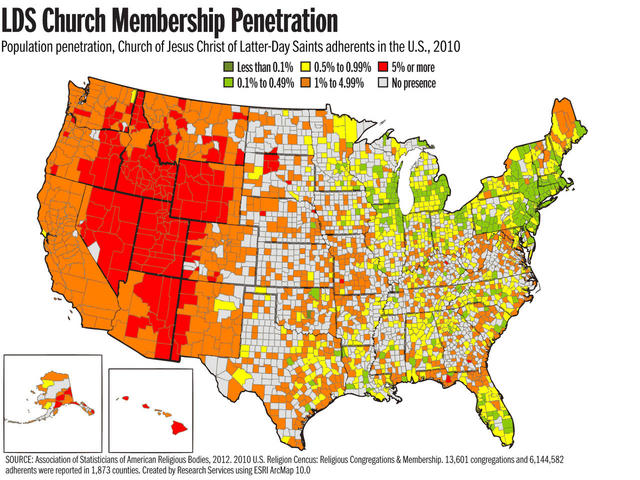 LDS Church Membership Penetration
Population penetration, Church of Jesus Christ of Latter-Day Saints adherents in the U.S., 2010
Less than 0.1% 0.5% to 0.99% 5% or more
0.1% to 0.49% 1% to 4.99% No presence
SOURCE: Association of Statisticians of American Religious Bodies, 2012. 2010 U.S. Religion Cencus: Religious Congregations & Membership. 13,601 congregations and 6,144,582
adherents were reported in 1,873 counties. Created by Research Services using ESRI ArcMap 10.0